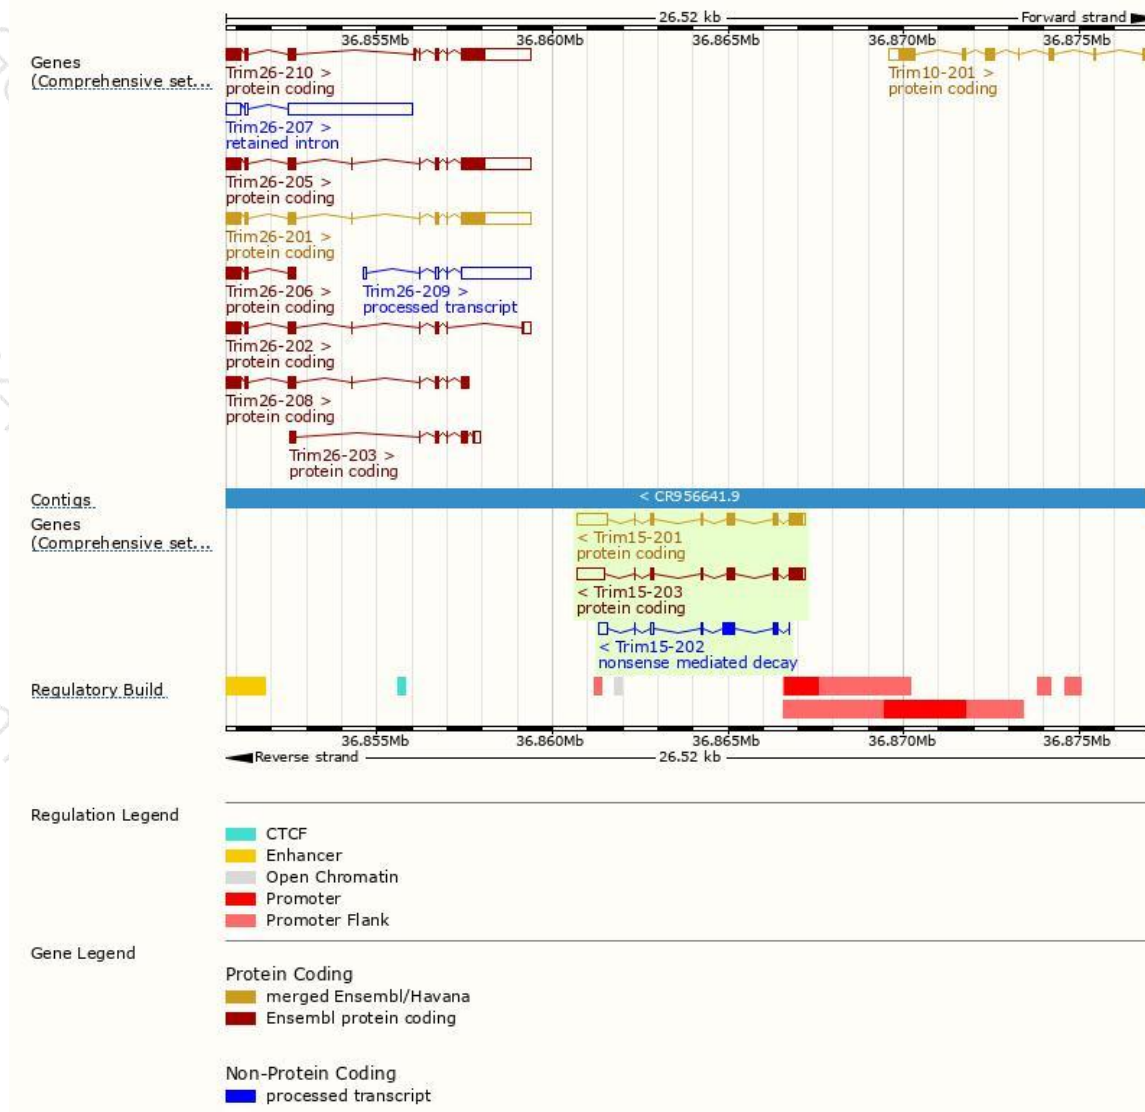 26.52 kb Forward strand
36.855Mb 36.860Mb 36.865Mb 36.870Mb 36.875Mb
Genes
(Comprehensive set...
Trim26-210 > Trim10-201 >
protein coding protein coding
Trim26-207 >
retained intron
Trim26-205 >
protein coding
Trim26-201 >
protein coding
Trim26-206 > Trim26-209 >
protein coding processed transcript
Trim26-202 >
protein coding
Trim26-208 >
protein coding
Trim26-203 >
protein coding
Contigs
< CR956641.9
Genes
(Comprehensive set...
< Trim15-201
protein coding
< Trim15-203
protein coding
< Trim15-202
nonsense mediated decay
Regulatory Build
36.855Mb 36.860Mb 36.865Mb 36.870Mb 36.875Mb
Reverse strand 26.52 kb
Regulation Legend
CTCF
Enhancer
Open Chromatin
Promoter
Promoter Flank
Gene Legend
Protein Coding
merged Ensembl/Havana
Ensembl protein coding
Non-Protein Coding
processed transcript